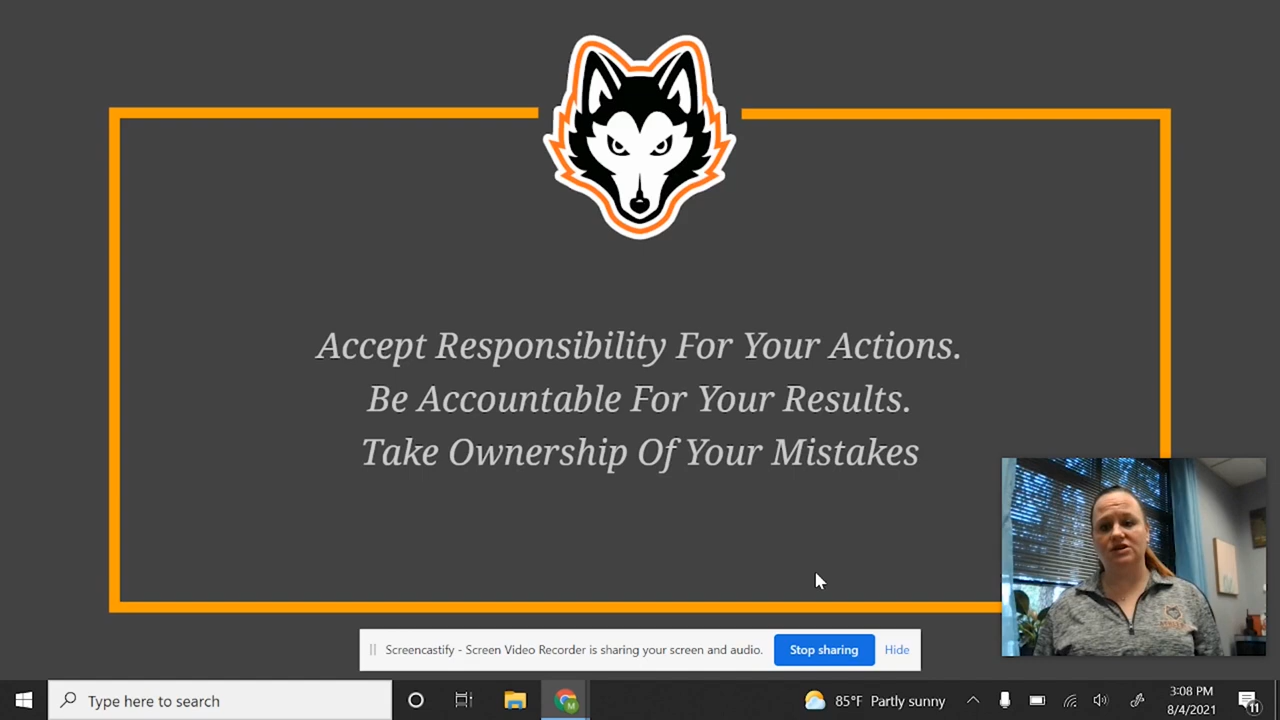 Accept Responsibility For Your Actions.
Be Accountable For Your Results.
Take Ownership Of Your Mistakes
Screencastify - Screen Video Recorder is sharing your screen and audio.
Stop sharing
Hide
Type here to search
M
85°F Partly sunny
3:08 PM
8/4/2021
11